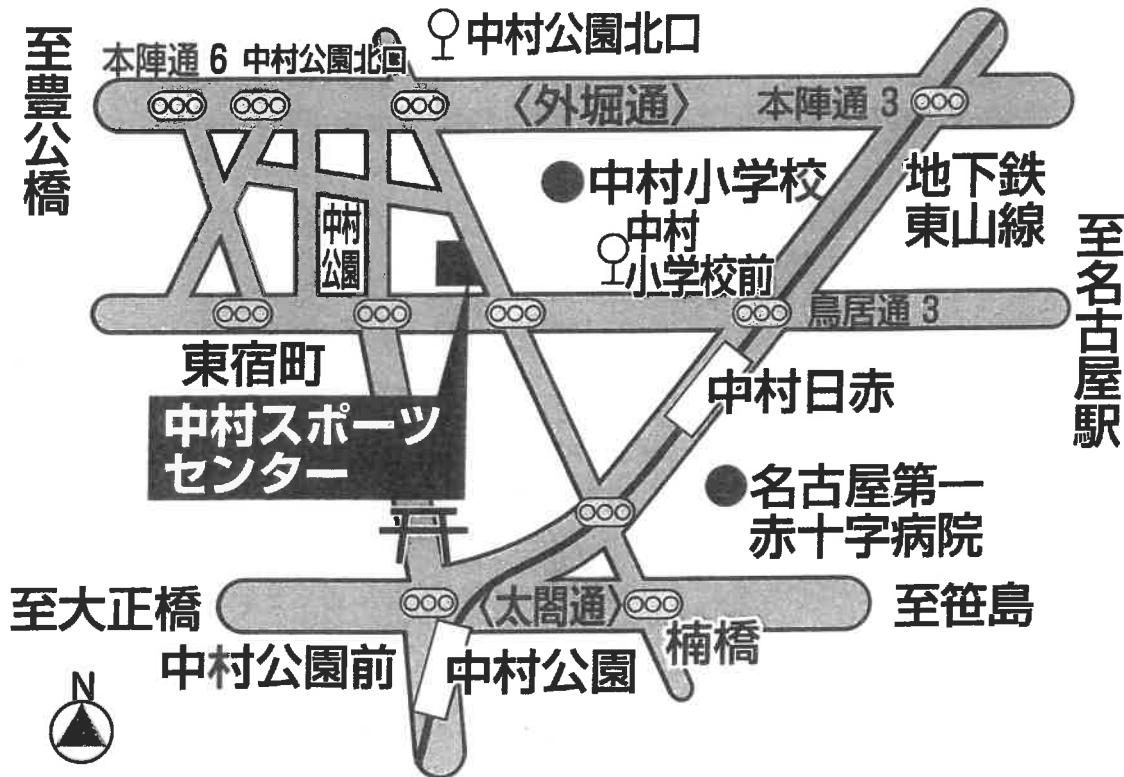 中村公園北口
本陣通6
中村公園北口
〈外堀通〉
本陣通3
至豊公橋
中村小学校
地下鉄
東山線
中村
公園
中村
小学校前
至名古屋駅
鳥居通3
東宿町
中村日赤
中村スポーツ
センター
名古屋第一
赤十字病院
至大正橋
〈太閤通〉
至笹島
中村公園前
中村公園
楠橋
N